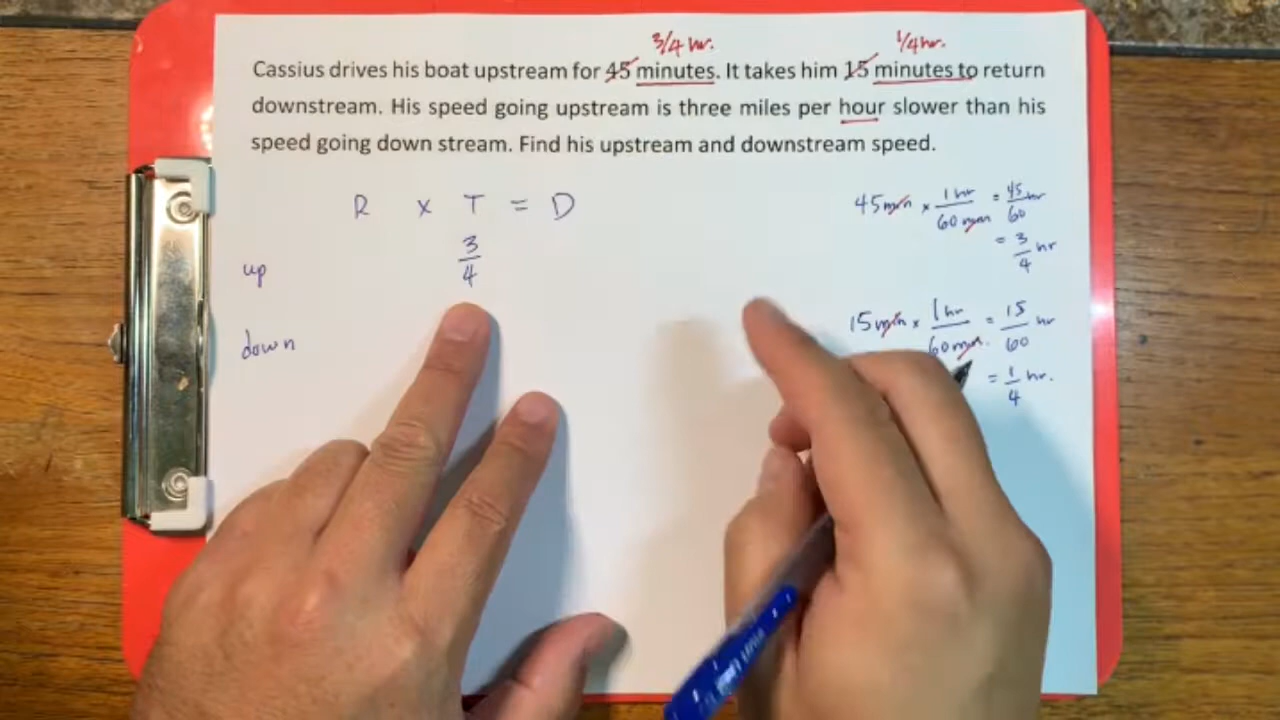 3/4 hr. 1/4 hr.
Cassius drives his boat upstream for 45 minutes. It takes him 15 minutes to return
downstream. His speed going upstream is three miles per hour slower than his
speed going down stream. Find his upstream and downstream speed.
R x T = D
3/4
up
down
45 min x 1 hr/60 min = 45/60 hr
= 3/4 hr
15 min x 1 hr/60 min. = 15/60 hr
= 1/4 hr.